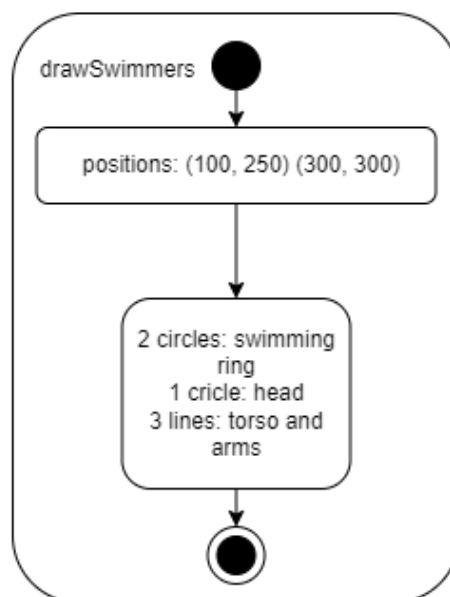 drawSwimmers
positions: (100, 250) (300, 300)
2 circles: swimming
ring
1 cricle: head
3 lines: torso and
arms